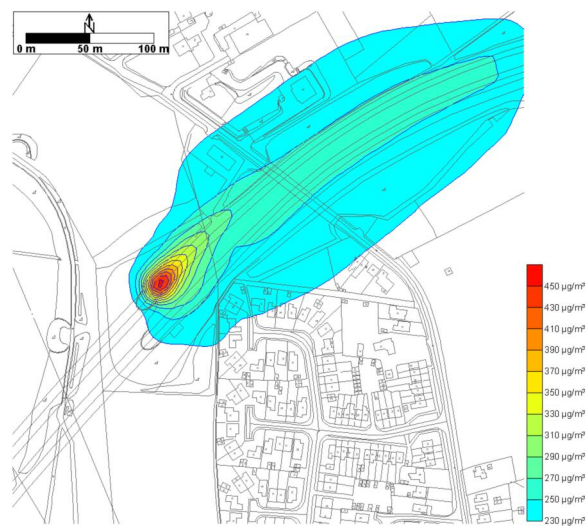 N
0 m 50 m 100 m
450 µg/m³
430 µg/m³
410 µg/m³
390 µg/m³
370 µg/m³
350 µg/m³
330 µg/m³
310 µg/m³
290 µg/m³
270 µg/m³
250 µg/m³
230 µg/m³